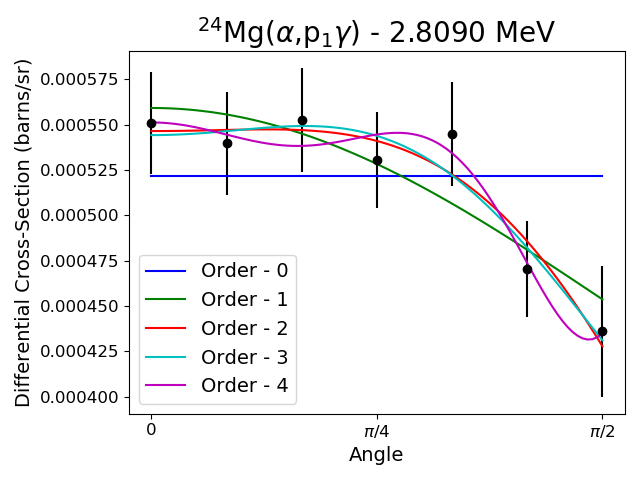 ²⁴Mg(α,p₁γ) - 2.8090 MeV
Differential Cross-Section (barns/sr)
0.000575
0.000550
0.000525
0.000500
0.000475
0.000450
0.000425
0.000400
Order - 0
Order - 1
Order - 2
Order - 3
Order - 4
0 π/4 π/2
Angle